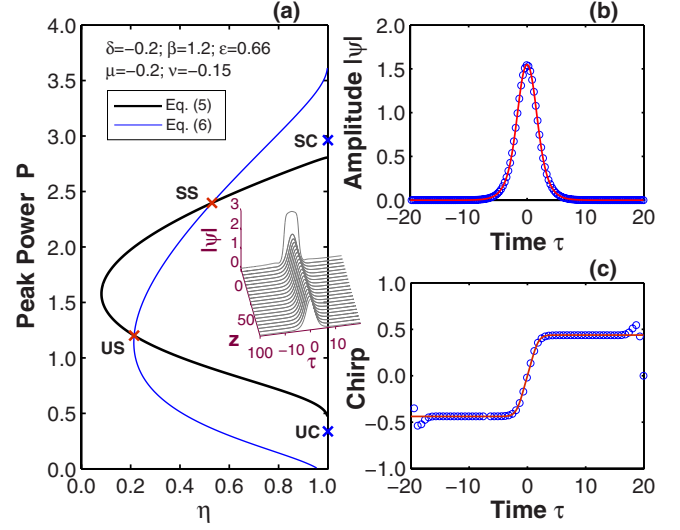 (a)
δ=−0.2; β=1.2; ε=0.66
μ=−0.2; ν=−0.15
Eq. (5)
Eq. (6)
SC
SS
US
UC
Peak Power P
4.0
3.5
3.0
2.5
2.0
1.5
1.0
0.5
0.0
0.2
0.4
0.6
0.8
1.0
η
|ψ|
3
2
1
0
0
50
100
z
−10
0
10
τ
(b)
Amplitude |ψ|
2.0
1.5
1.0
0.5
0.0
−20
−10
0
10
20
Time τ
(c)
Chirp
1.0
0.5
0.0
−0.5
−1.0
−20
−10
0
10
20
Time τ